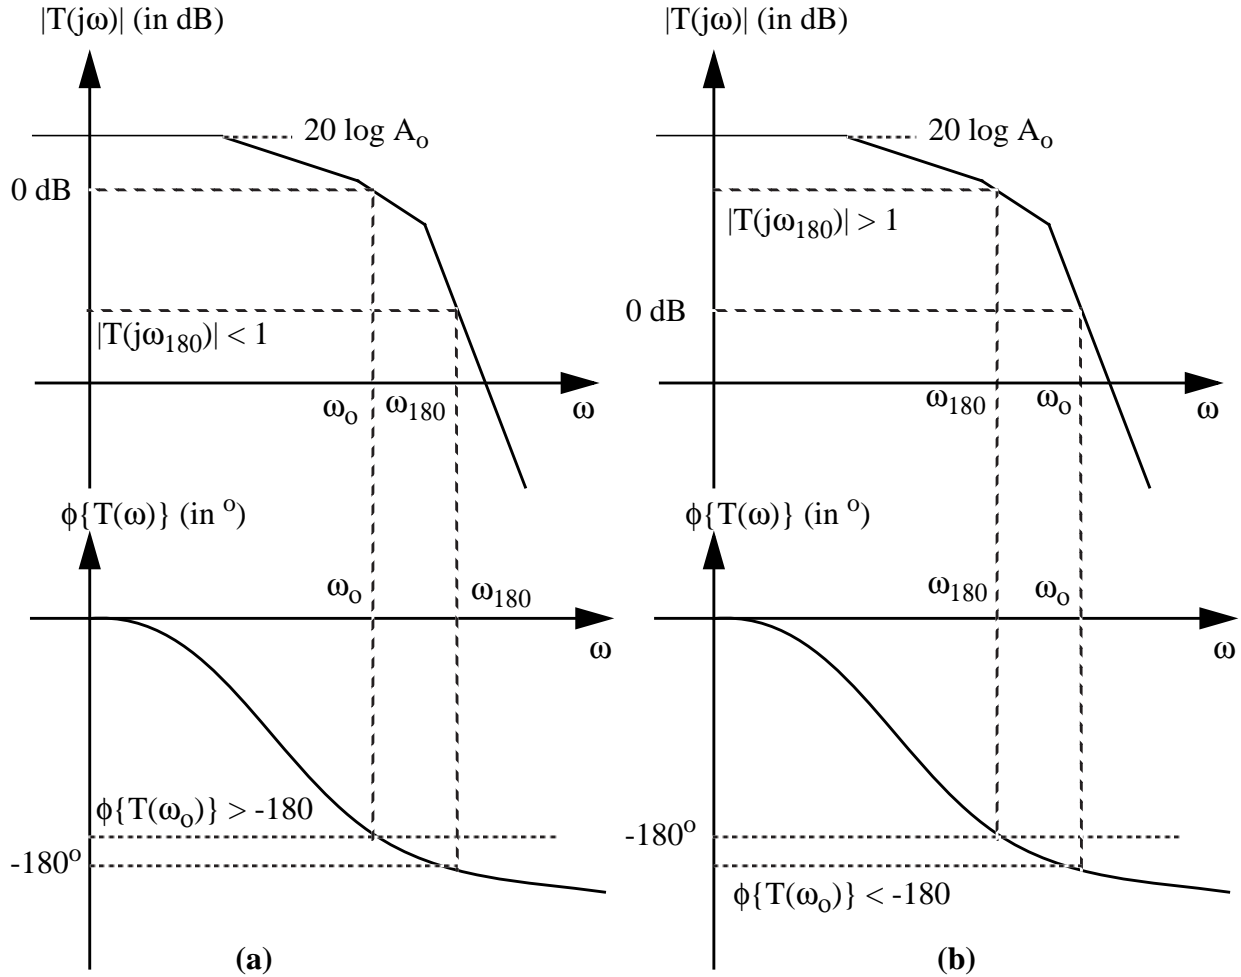 |T(jω)| (in dB)
20 log Ao
0 dB
|T(jω180)| < 1
ωo
ω180
ω
ϕ{T(ω)} (in o)
ωo
ω180
ω
ϕ{T(ωo)} > -180
-180o
(a)
|T(jω)| (in dB)
20 log Ao
|T(jω180)| > 1
0 dB
ω180
ωo
ω
ϕ{T(ω)} (in o)
ω180
ωo
ω
-180o
ϕ{T(ωo)} < -180
(b)